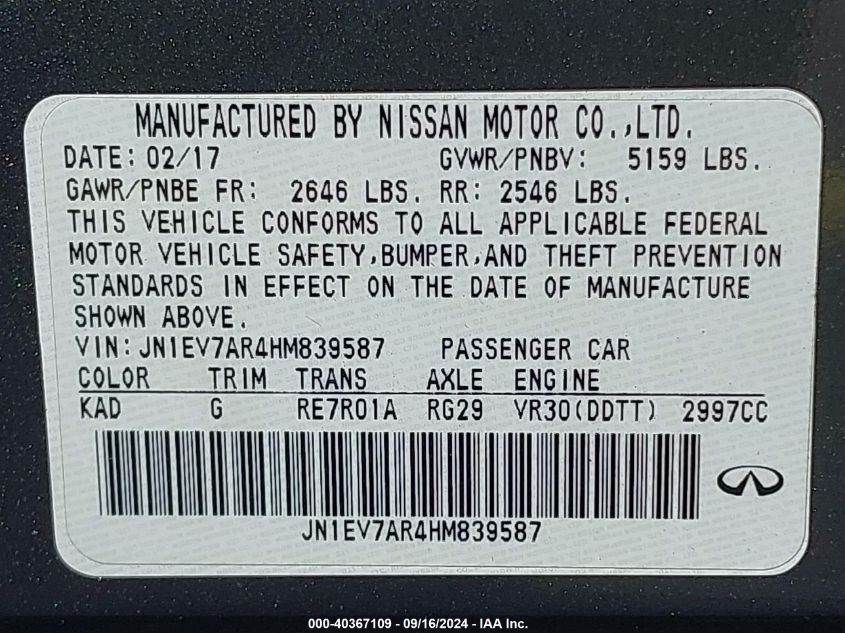 MANUFACTURED BY NISSAN MOTOR CO.,LTD.
DATE: 02/17 GVWR/PNBV: 5159 LBS.
GAWR/PNBE FR: 2646 LBS. RR: 2546 LBS.
THIS VEHICLE CONFORMS TO ALL APPLICABLE FEDERAL
MOTOR VEHICLE SAFETY,BUMPER,AND THEFT PREVENTION
STANDARDS IN EFFECT ON THE DATE OF MANUFACTURE
SHOWN ABOVE.
VIN:JN1EV7AR4HM839587 PASSENGER CAR
COLOR TRIM TRANS AXLE ENGINE
KAD G RE7R01A RG29 VR30(DDTT) 2997CC
JN1EV7AR4HM839587
000-40367109 - 09/16/2024 - IAA Inc.